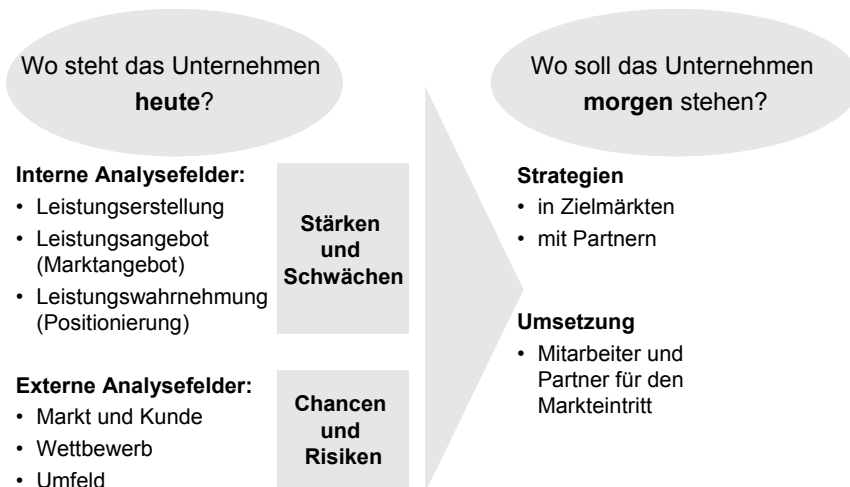 Wo steht das Unternehmen
heute?
Interne Analysefelder:
• Leistungserstellung
• Leistungsangebot
(Marktangebot)
• Leistungswahrnehmung
(Positionierung)
Stärken
und
Schwächen
Externe Analysefelder:
• Markt und Kunde
• Wettbewerb
• Umfeld
Chancen
und
Risiken
Wo soll das Unternehmen
morgen stehen?
Strategien
• in Zielmärkten
• mit Partnern
Umsetzung
• Mitarbeiter und
Partner für den
Markteintritt